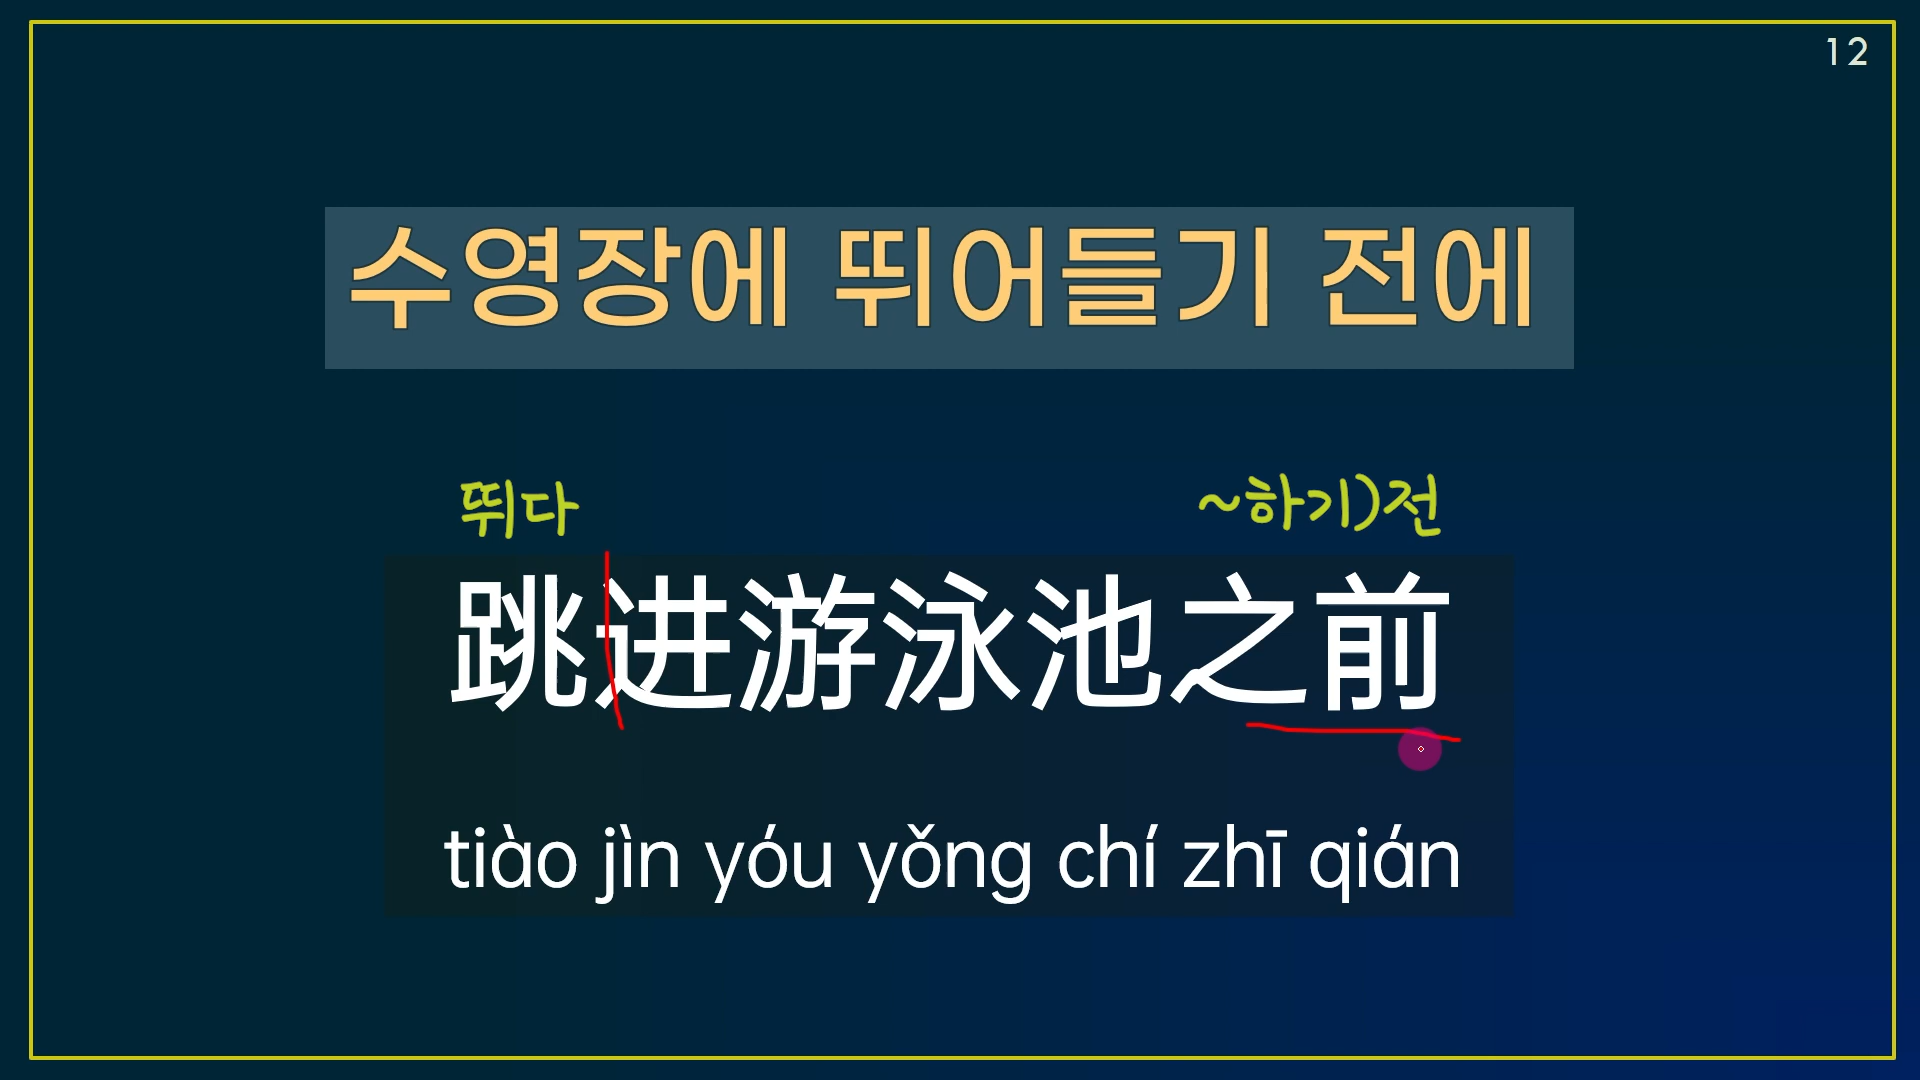 12
수영장에 뛰어들기 전에
뛰다 ~하기)전
跳进游泳池之前
tiào jìn yóu yǒng chí zhī qián